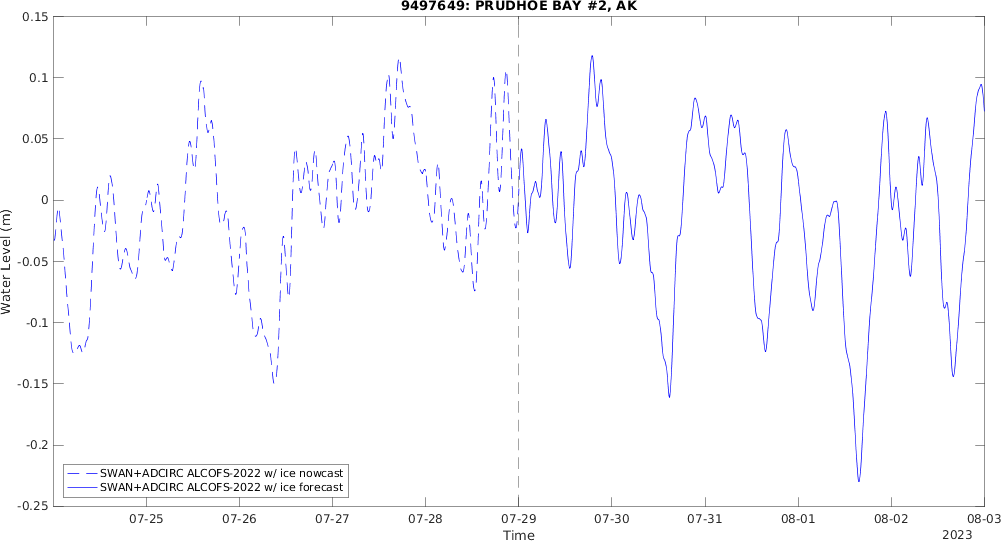 9497649: PRUDHOE BAY #2, AK
0.15
0.1
0.05
0
-0.05
-0.1
-0.15
-0.2
-0.25
Water Level (m)
SWAN+ADCIRC ALCOFS-2022 w/ ice nowcast
SWAN+ADCIRC ALCOFS-2022 w/ ice forecast
07-25 07-26 07-27 07-28 07-29 07-30 07-31 08-01 08-02 08-03
Time
2023